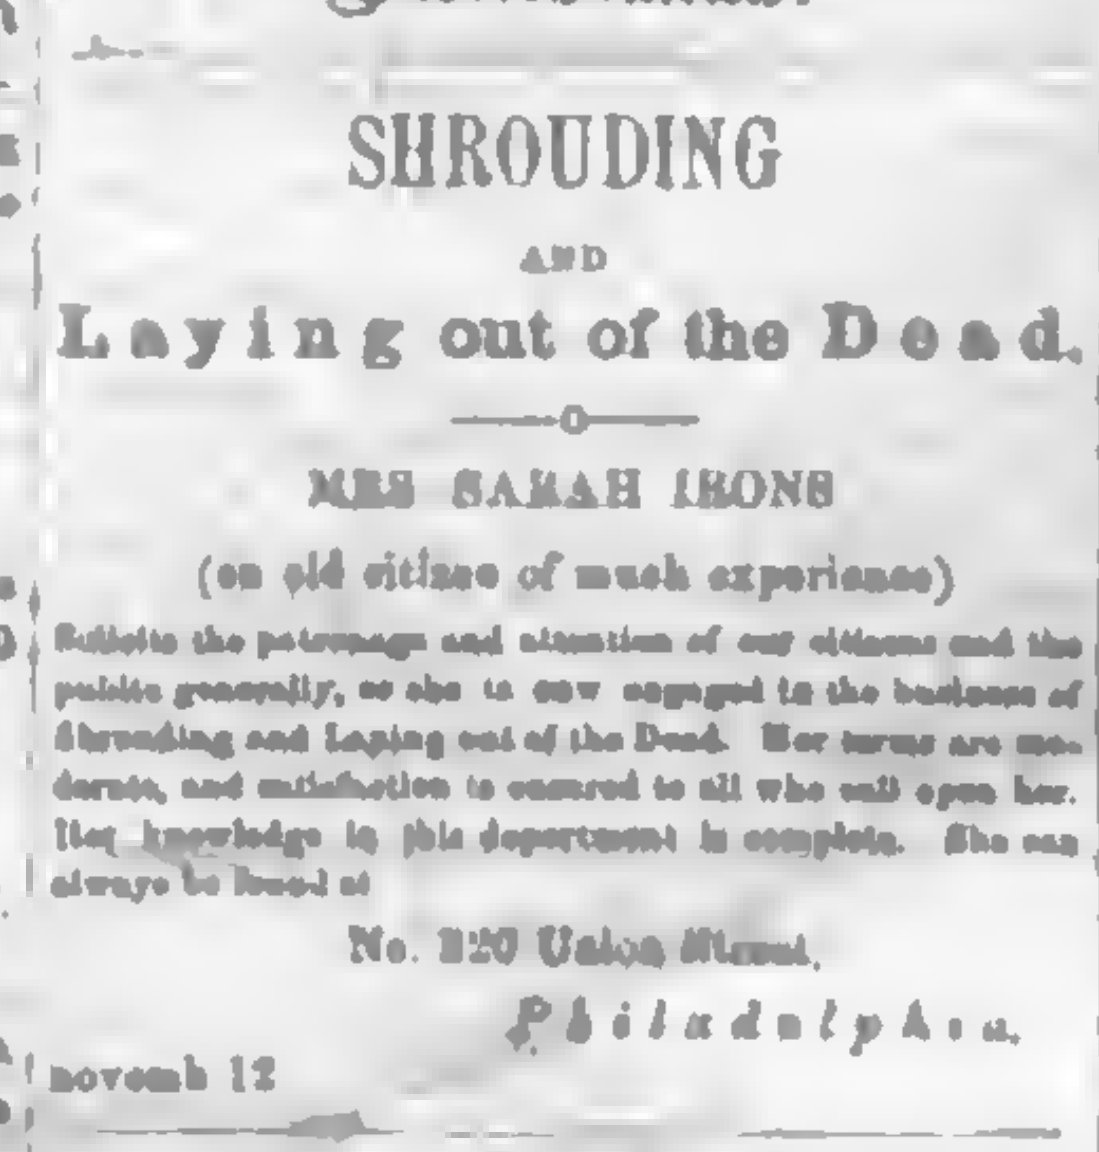 SHROUDING
AND
Laying out of the Dead.
MRS SARAH IRONS
(an old citizen of much experience)
Solicits the patronage and attention of our citizens and the
public generally, as she is now engaged in the business of
Shrouding and Laying out of the Dead. Her terms are mo-
derate, and satisfaction is ensured to all who call upon her.
Her knowledge in this department is complete. She can
always be found at
No. 120 Union Street,
Philadelphia.
novemb 12